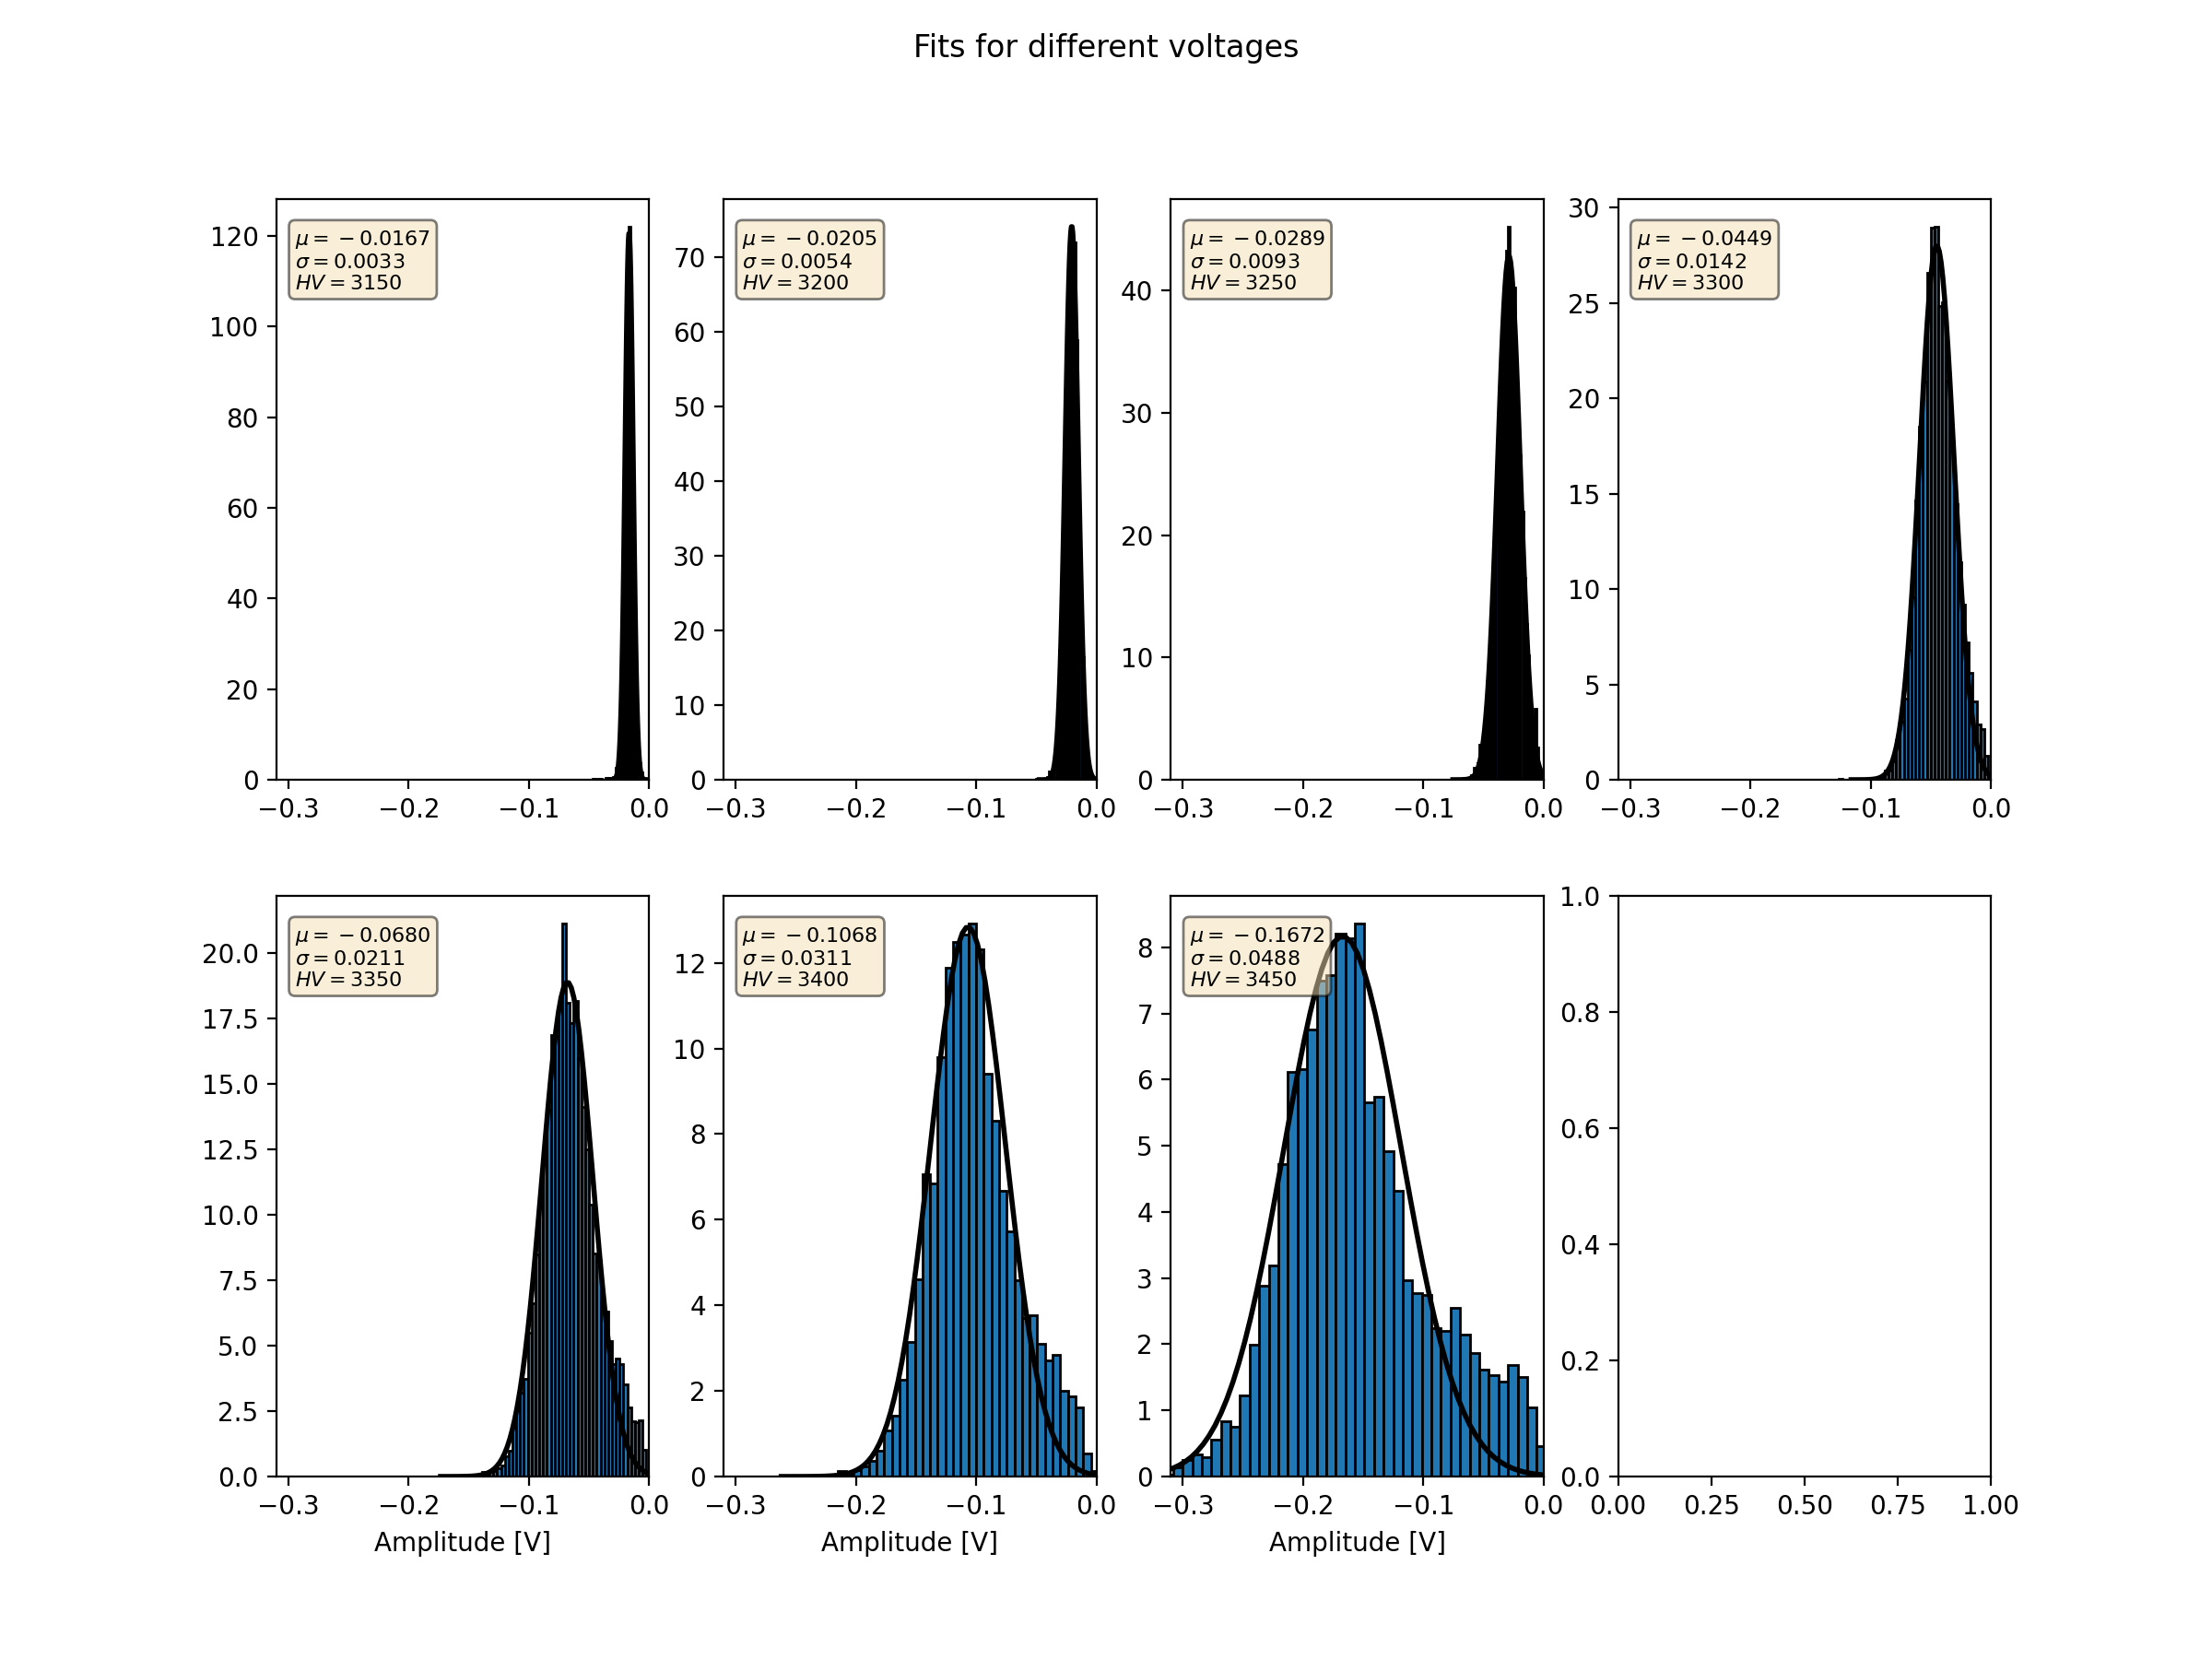 Fits for different voltages
120
100
80
60
40
20
0
μ = −0.0167
σ = 0.0033
HV = 3150
−0.3 −0.2 −0.1 0.0
70
60
50
40
30
20
10
0
μ = −0.0205
σ = 0.0054
HV = 3200
−0.3 −0.2 −0.1 0.0
40
30
20
10
0
μ = −0.0289
σ = 0.0093
HV = 3250
−0.3 −0.2 −0.1 0.0
30
25
20
15
10
5
0
μ = −0.0449
σ = 0.0142
HV = 3300
−0.3 −0.2 −0.1 0.0
20.0
17.5
15.0
12.5
10.0
7.5
5.0
2.5
0.0
μ = −0.0680
σ = 0.0211
HV = 3350
−0.3 −0.2 −0.1 0.0
Amplitude [V]
12
10
8
6
4
2
0
μ = −0.1068
σ = 0.0311
HV = 3400
−0.3 −0.2 −0.1 0.0
Amplitude [V]
8
7
6
5
4
3
2
1
0
μ = −0.1672
σ = 0.0488
HV = 3450
−0.3 −0.2 −0.1 0.0
Amplitude [V]
1.0
0.8
0.6
0.4
0.2
0.0
0.00 0.25 0.50 0.75 1.00